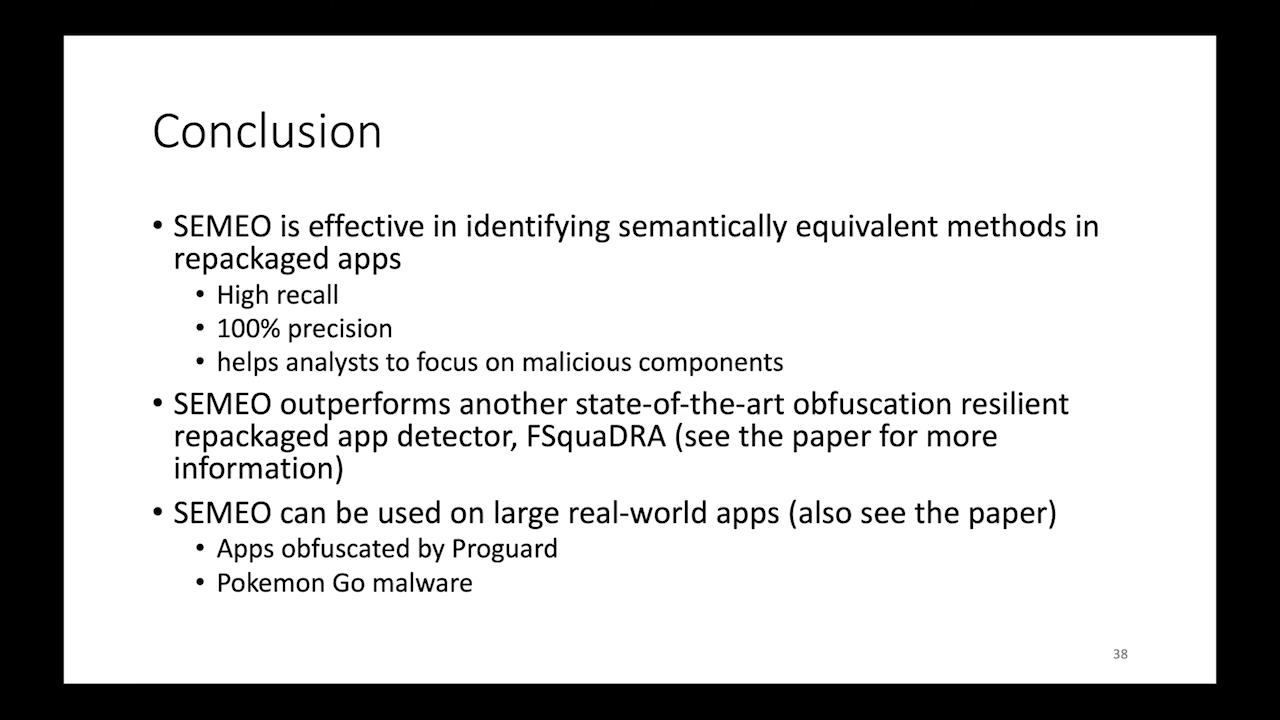 Conclusion
• SEMEO is effective in identifying semantically equivalent methods in
repackaged apps
• High recall
• 100% precision
• helps analysts to focus on malicious components
• SEMEO outperforms another state-of-the-art obfuscation resilient
repackaged app detector, FSquaDRA (see the paper for more
information)
• SEMEO can be used on large real-world apps (also see the paper)
• Apps obfuscated by Proguard
• Pokemon Go malware
38